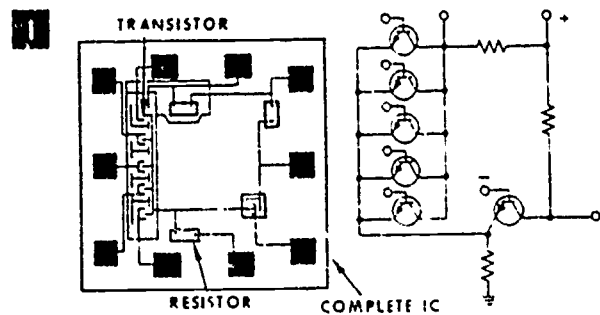 TRANSISTOR
+
−
RESISTOR
COMPLETE IC